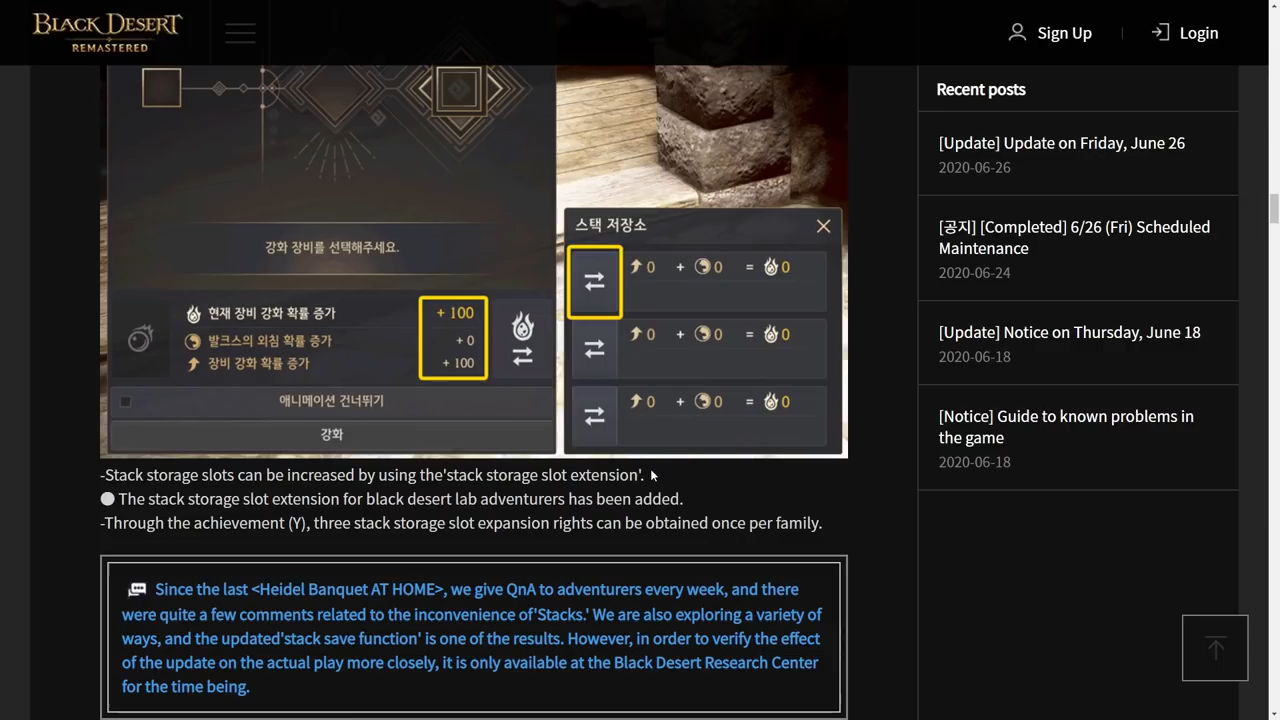 BLACK DESERT
REMASTERED
Sign Up
Login
강화 장비를 선택해주세요.
현재 장비 강화 확률 증가 + 100
발크스의 외침 확률 증가 + 0
장비 강화 확률 증가 + 100
애니메이션 건너뛰기
강화
스택 저장소
0 + 0 = 0
0 + 0 = 0
0 + 0 = 0
-Stack storage slots can be increased by using the'stack storage slot extension'.
● The stack storage slot extension for black desert lab adventurers has been added.
-Through the achievement (Y), three stack storage slot expansion rights can be obtained once per family.
Since the last <Heidel Banquet AT HOME>, we give QnA to adventurers every week, and there
were quite a few comments related to the inconvenience of'Stacks.' We are also exploring a variety of
ways, and the updated'stack save function' is one of the results. However, in order to verify the effect
of the update on the actual play more closely, it is only available at the Black Desert Research Center
for the time being.
Recent posts
[Update] Update on Friday, June 26
2020-06-26
[공지] [Completed] 6/26 (Fri) Scheduled
Maintenance
2020-06-24
[Update] Notice on Thursday, June 18
2020-06-18
[Notice] Guide to known problems in
the game
2020-06-18